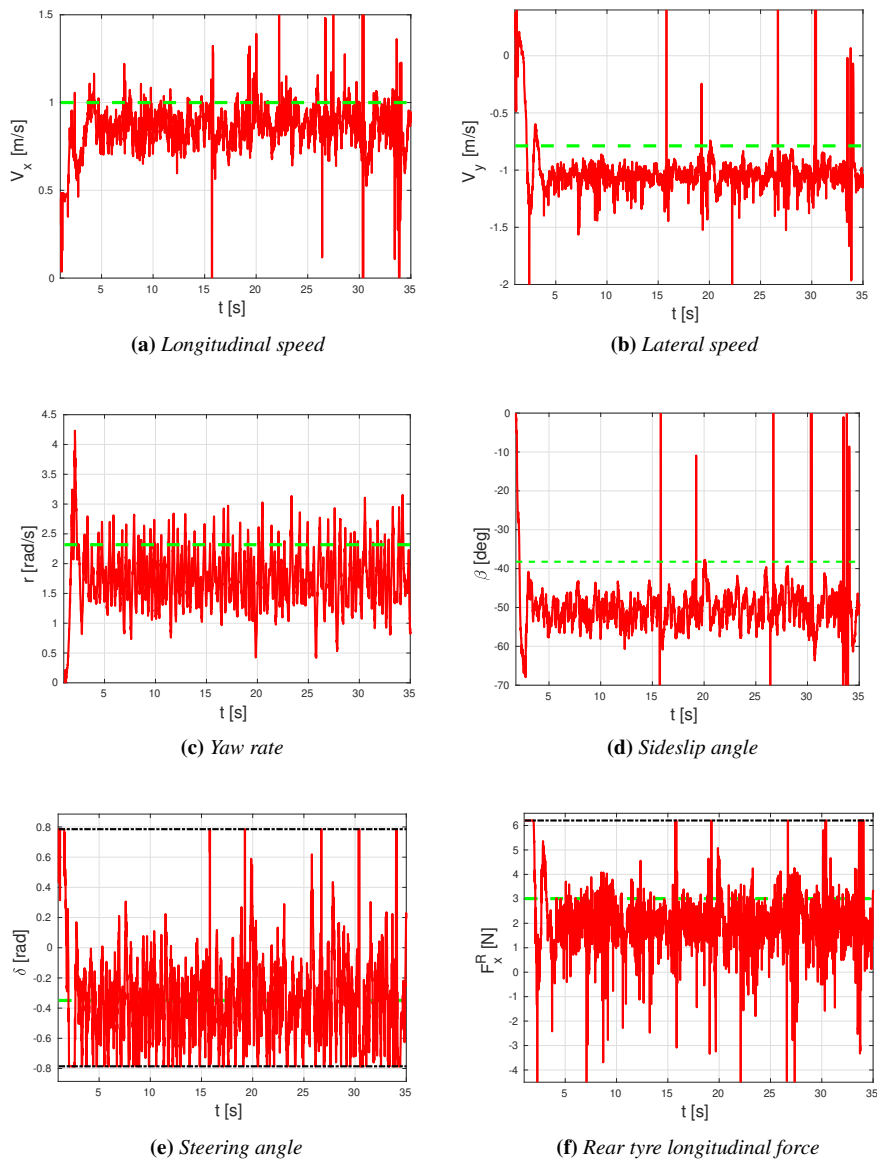 1.5
1
0.5
0
V_x [m/s]
5 10 15 20 25 30 35
t [s]
(a) Longitudinal speed
0
-0.5
-1
-1.5
-2
V_y [m/s]
5 10 15 20 25 30 35
t [s]
(b) Lateral speed
4.5
4
3.5
3
2.5
2
1.5
1
0.5
0
r [rad/s]
5 10 15 20 25 30 35
t [s]
(c) Yaw rate
0
-10
-20
-30
-40
-50
-60
-70
β [deg]
5 10 15 20 25 30 35
t [s]
(d) Sideslip angle
0.8
0.6
0.4
0.2
0
-0.2
-0.4
-0.6
-0.8
δ [rad]
5 10 15 20 25 30 35
t [s]
(e) Steering angle
6
5
4
3
2
1
0
-1
-2
-3
-4
F_x^R [N]
5 10 15 20 25 30 35
t [s]
(f) Rear tyre longitudinal force